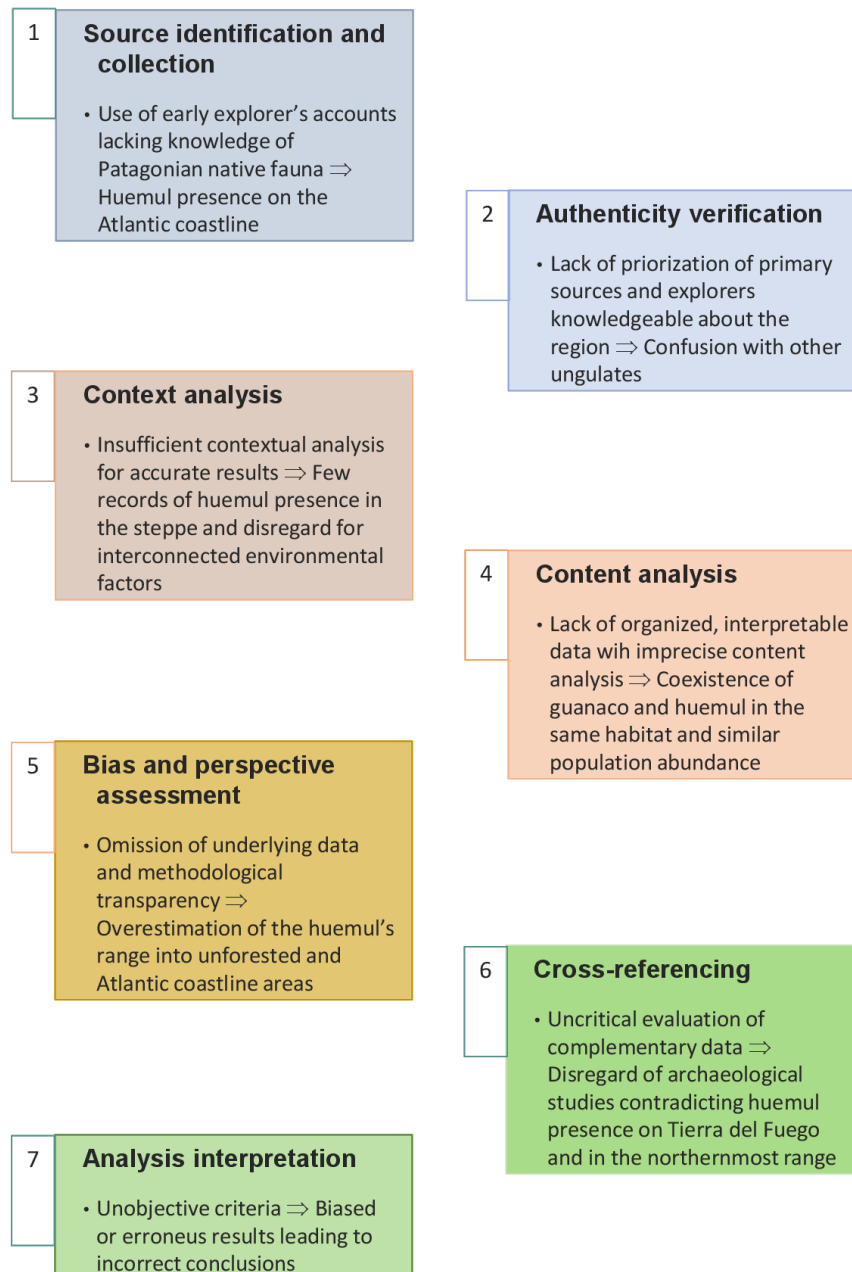 1
Source identification and
collection
• Use of early explorer’s accounts
lacking knowledge of
Patagonian native fauna ⇒
Huemul presence on the
Atlantic coastline
2
Authenticity verification
• Lack of priorization of primary
sources and explorers
knowledgeable about the
region ⇒ Confusion with other
ungulates
3
Context analysis
• Insufficient contextual analysis
for accurate results ⇒ Few
records of huemul presence in
the steppe and disregard for
interconnected environmental
factors
4
Content analysis
• Lack of organized, interpretable
data wih imprecise content
analysis ⇒ Coexistence of
guanaco and huemul in the
same habitat and similar
population abundance
5
Bias and perspective
assessment
• Omission of underlying data
and methodological
transparency ⇒
Overestimation of the huemul’s
range into unforested and
Atlantic coastline areas
6
Cross-referencing
• Uncritical evaluation of
complementary data ⇒
Disregard of archaeological
studies contradicting huemul
presence on Tierra del Fuego
and in the northernmost range
7
Analysis interpretation
• Unobjective criteria ⇒ Biased
or erroneus results leading to
incorrect conclusions